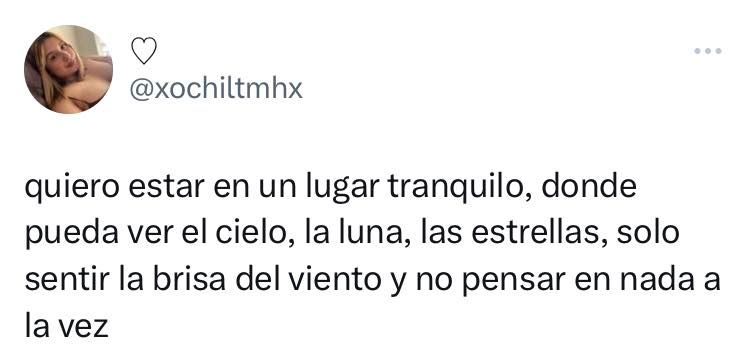 ♡
@xochiltmhx
quiero estar en un lugar tranquilo, donde
pueda ver el cielo, la luna, las estrellas, solo
sentir la brisa del viento y no pensar en nada a
la vez